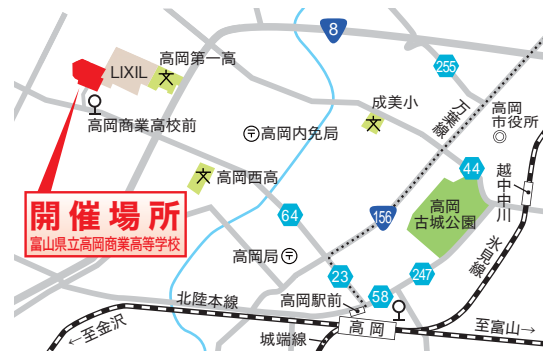 8
LIXIL
高岡第一高
255
高岡商業高校前
成美小
万葉線
高岡
市役所
高岡内免局
44
越中中川
高岡西高
開催場所
富山県立高岡商業高等学校
64
156
高岡
古城公園
氷見線
高岡局
23
247
58
高岡駅前
北陸本線
←至金沢
高岡
至富山→
城端線